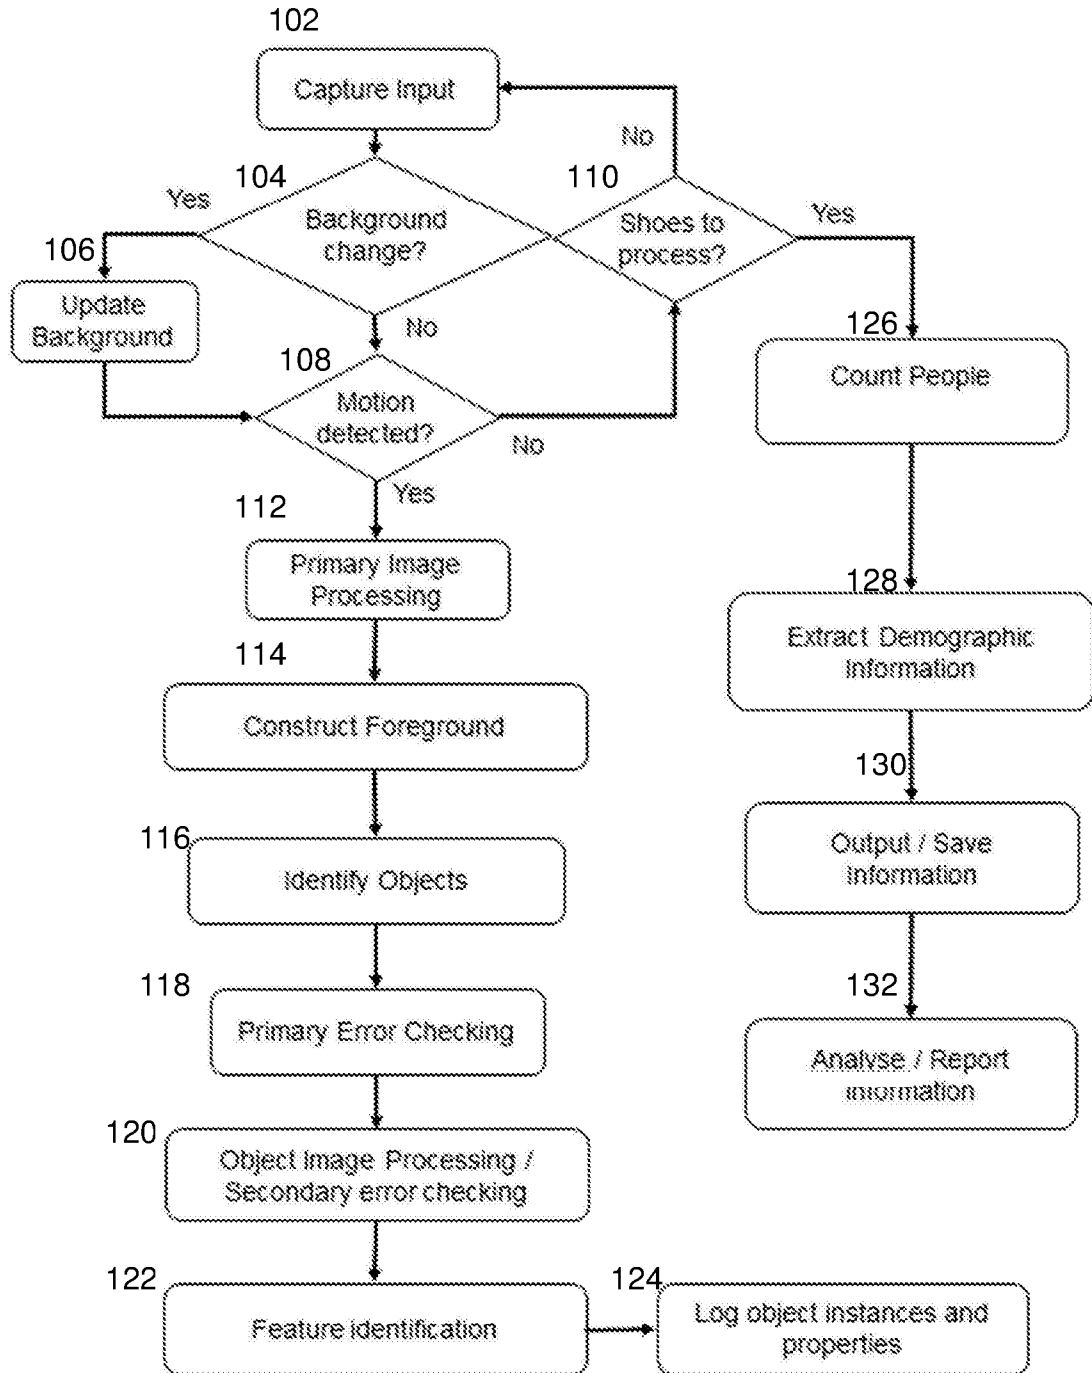 102
Capture Input
No
104
110
Yes
Background
change?
Shoes to
process?
Yes
106
Update
Background
No
126
Count People
108
Motion
detected?
No
Yes
112
Primary Image
Processing
128
Extract Demographic
Information
114
Construct Foreground
130
Output / Save
Information
116
Identify Objects
118
Primary Error Checking
132
Analyse / Report
Information
120
Object Image Processing /
Secondary error checking
122
Feature identification
124
Log object instances and
properties